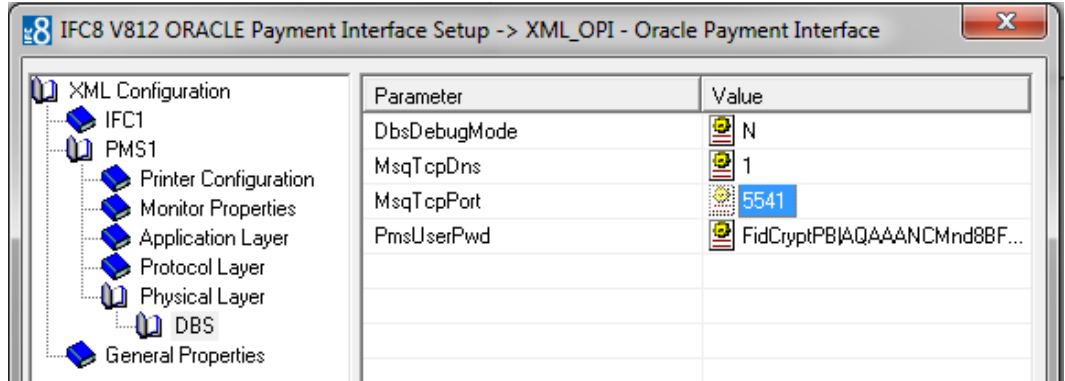 IFC8 V812 ORACLE Payment Interface Setup -> XML_OPI - Oracle Payment Interface
XML Configuration
IFC1
PMS1
Printer Configuration
Monitor Properties
Application Layer
Protocol Layer
Physical Layer
DBS
General Properties
Parameter Value
DbsDebugMode N
MsqTcpDns 1
MsqTcpPort 5541
PmsUserPwd FidCryptPB|AQAAANCMnd8BF...